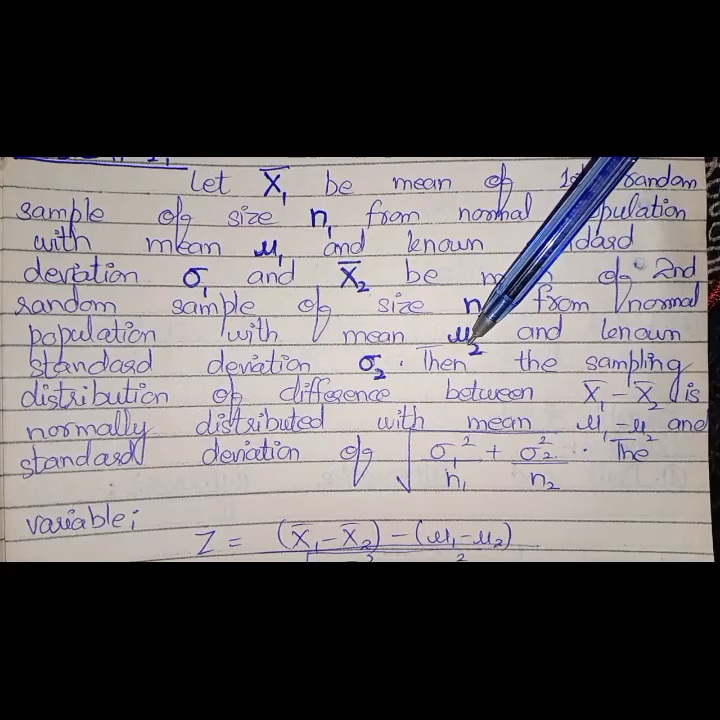 Let X̄₁ be mean of 1st random
sample of size n₁ from normal population
with mean μ₁ and known
deviation σ₁ and X̄₂ be of 2nd
random sample of size n from normal
population with mean μ₂ and known
standard deviation σ₂. Then the sampling
distribution of difference between X̄₁ - X̄₂ is
normally distributed with mean μ₁ - μ₂ and
standard deviation of √(σ₁²/n₁ + σ₂²/n₂). The
variable;
Z = (X̄₁ - X̄₂) - (μ₁ - μ₂)